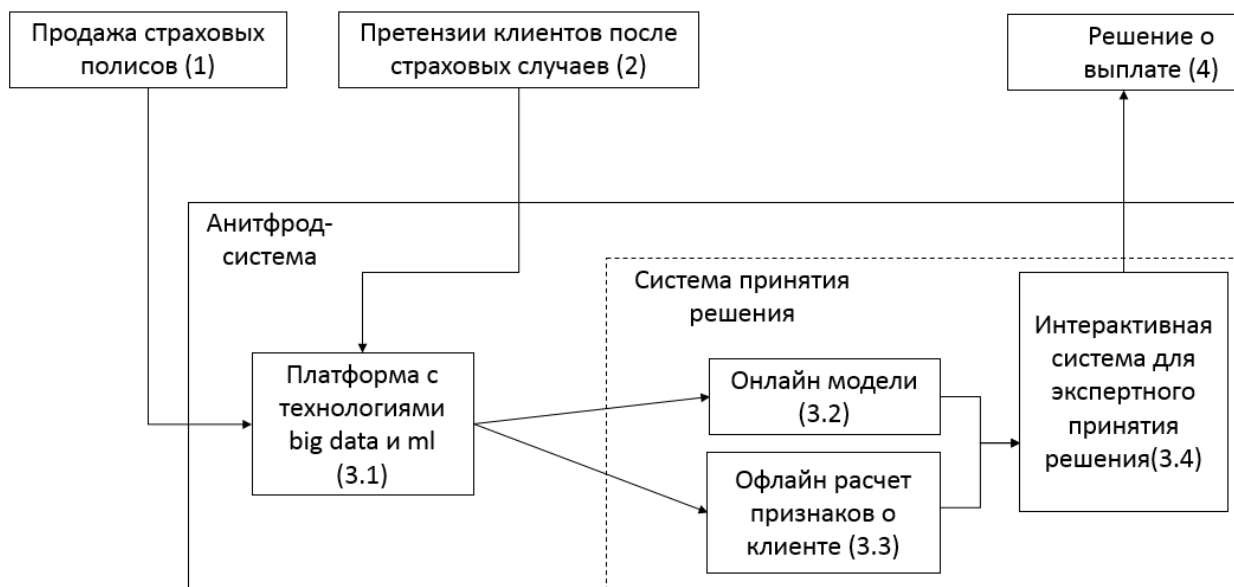 Продажа страховых
полисов (1)
Претензии клиентов после
страховых случаев (2)
Решение о
выплате (4)
Анитфрод-
система
Система принятия
решения
Платформа с
технологиями
big data и ml
(3.1)
Онлайн модели
(3.2)
Офлайн расчет
признаков о
клиенте (3.3)
Интерактивная
система для
экспертного
принятия
решения(3.4)